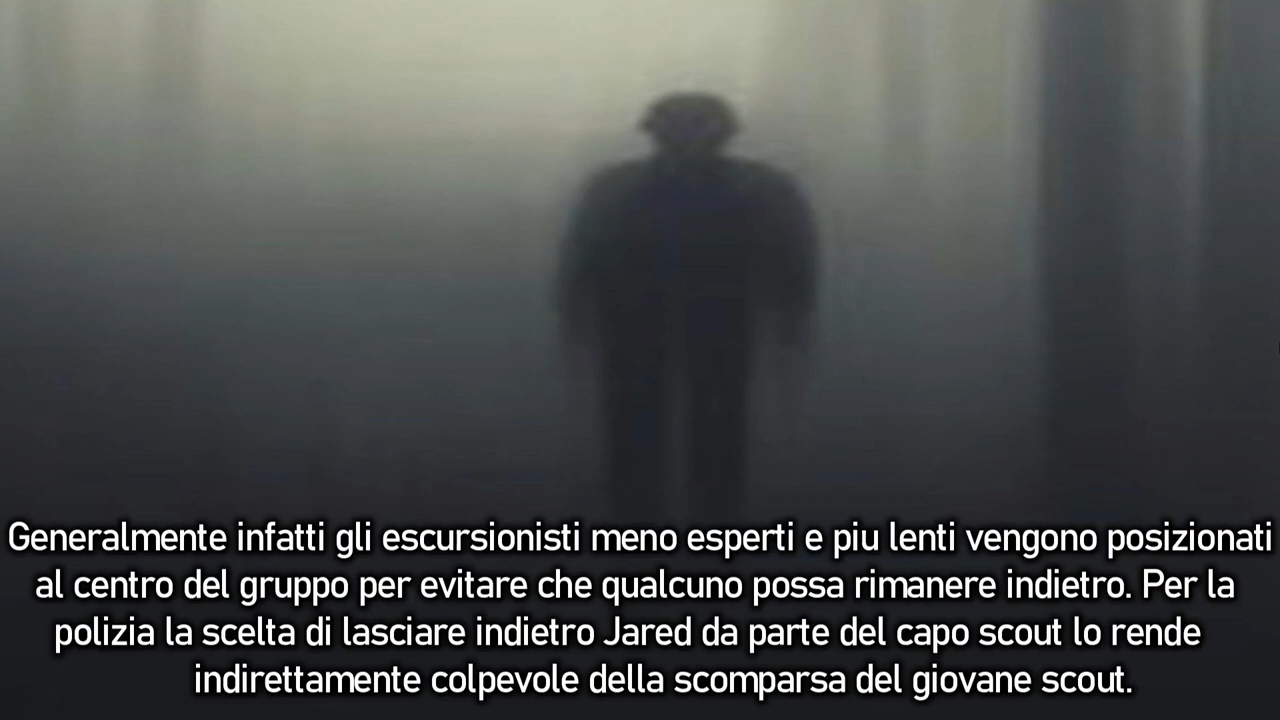 Generalmente infatti gli escursionisti meno esperti e piu lenti vengono posizionati
al centro del gruppo per evitare che qualcuno possa rimanere indietro. Per la
polizia la scelta di lasciare indietro Jared da parte del capo scout lo rende
indirettamente colpevole della scomparsa del giovane scout.